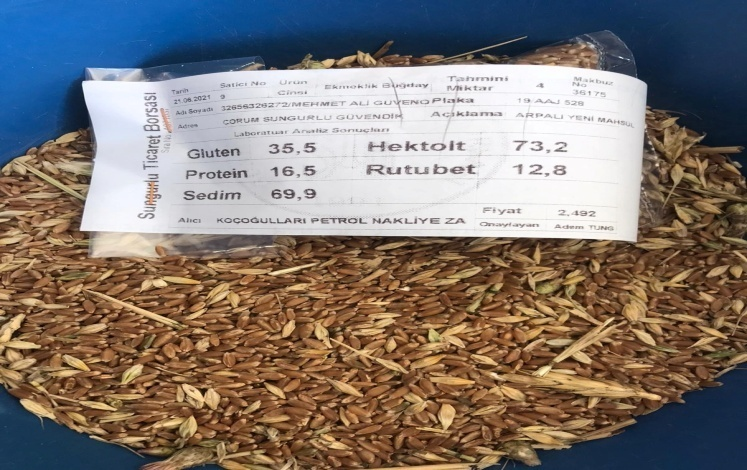 Sungurlu Ticaret Borsası
Tarih Satıcı No Ürün Cinsi Ekmeklik Buğday Tahmini Miktar 4 Makbuz No
21.06.2021 9 36175
Adı Soyadı 32656326272/MEHMET ALİ GÜVENÇ Plaka 19 AAJ 528
Adres ÇORUM SUNGURLU GÜVENDİK Açıklama ARPALI YENİ MAHSUL
Laboratuar Analiz Sonuçları
Gluten 35,5 Hektolt 73,2
Protein 16,5 Rutubet 12,8
Sedim 69,9
Fiyat 2,492
Alıcı KOÇOĞULLARI PETROL NAKLİYE ZA Onaylayan Adem TUNG